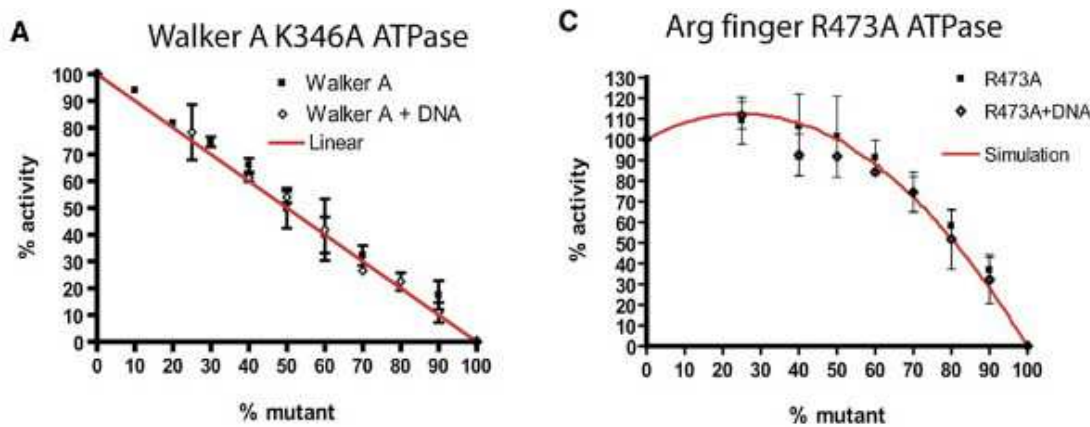 A
Walker A K346A ATPase
Walker A
Walker A + DNA
Linear
% activity
100
90
80
70
60
50
40
30
20
10
0
0 10 20 30 40 50 60 70 80 90 100
% mutant
C
Arg finger R473A ATPase
R473A
R473A+DNA
Simulation
% activity
130
120
110
100
90
80
70
60
50
40
30
20
10
0
0 10 20 30 40 50 60 70 80 90 100
% mutant